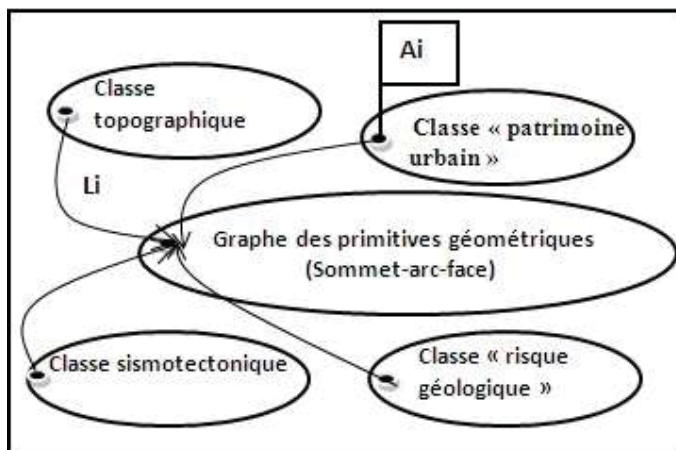 Ai
Classe
topographique
Classe « patrimoine
urbain »
Li
Graphe des primitives géométriques
(Sommet-arc-face)
Classe sismotectonique
Classe « risque
géologique »